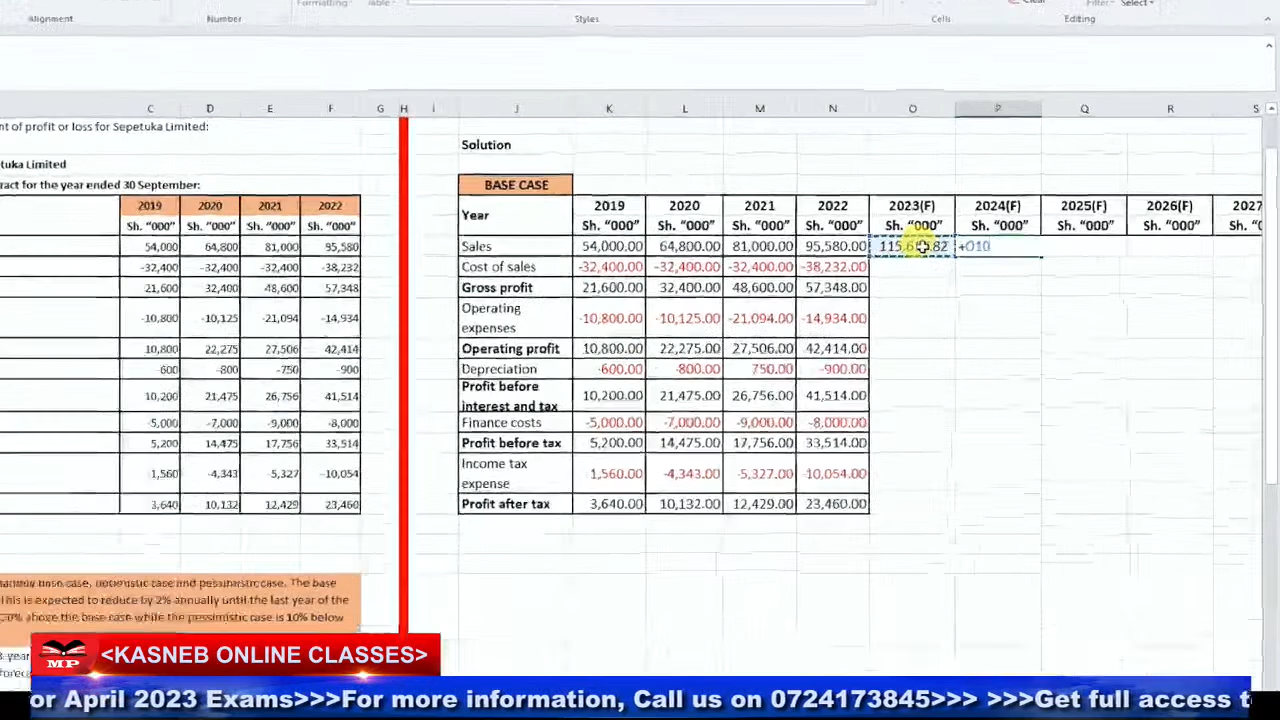 Alignment Number Styles Cells Editing
C D E F G H I J K L M N O P Q R S
nt of profit or loss for Sepetuka Limited:
Solution
tuka Limited
ract for the year ended 30 September:
BASE CASE
2019 2020 2021 2022
Sh. “000” Sh. “000” Sh. “000” Sh. “000”
54,000 64,800 81,000 95,580
-32,400 -32,400 -32,400 -38,232
21,600 32,400 48,600 57,348
-10,800 -10,125 -21,094 -14,934
10,800 22,275 27,506 42,414
-600 -800 -750 -900
10,200 21,475 26,756 41,514
-5,000 -7,000 -9,000 -8,000
5,200 14,475 17,756 33,514
1,560 -4,343 -5,327 -10,054
3,640 10,132 12,429 23,460
Year 2019 2020 2021 2022 2023(F) 2024(F) 2025(F) 2026(F) 2027
Sh. “000” Sh. “000” Sh. “000” Sh. “000” Sh. “000” Sh. “000” Sh. “000” Sh. “000” Sh. “0
Sales 54,000.00 64,800.00 81,000.00 95,580.00 +O10
Cost of sales -32,400.00 -32,400.00 -32,400.00 -38,232.00
Gross profit 21,600.00 32,400.00 48,600.00 57,348.00
Operating expenses -10,800.00 -10,125.00 -21,094.00 -14,934.00
Operating profit 10,800.00 22,275.00 27,506.00 42,414.00
Depreciation -600.00 -800.00 750.00 -900.00
Profit before interest and tax 10,200.00 21,475.00 26,756.00 41,514.00
Finance costs -5,000.00 -7,000.00 -9,000.00 -8,000.00
Profit before tax 5,200.00 14,475.00 17,756.00 33,514.00
Income tax expense 1,560.00 -4,343.00 -5,327.00 -10,054.00
Profit after tax 3,640.00 10,132.00 12,429.00 23,460.00
base case, optimistic case and pessimistic case. The base
This is expected to reduce by 2% annually until the last year of the
above the base case while the pessimistic case is 10% below
MP
<KASNEB ONLINE CLASSES>
or April 2023 Exams>>>For more information, Call us on 0724173845>>> >>>Get full access t